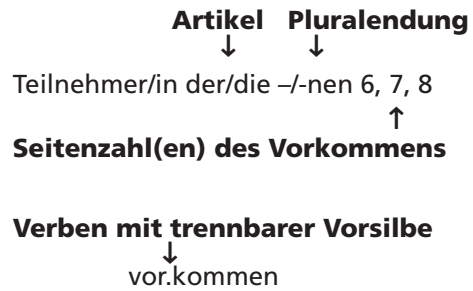 Artikel Pluralendung
↓ ↓
Teilnehmer/in der/die –/-nen 6, 7, 8
↑
Seitenzahl(en) des Vorkommens
Verben mit trennbarer Vorsilbe
↓
vor.kommen